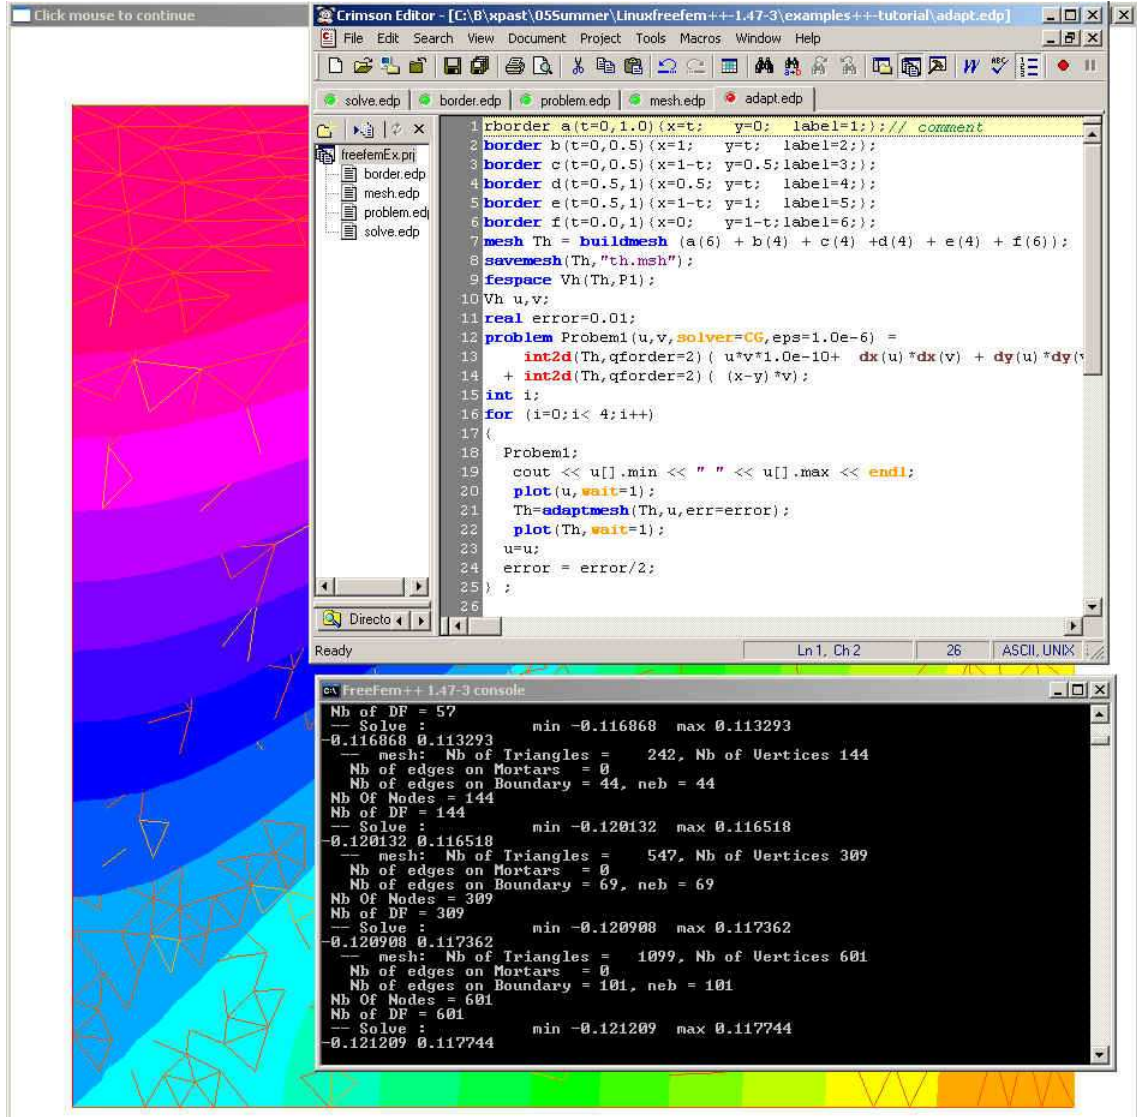 Click mouse to continue
Crimson Editor - [C:\B\xpast\05Summer\Linuxfreefem++-1.47-3\examples++-tutorial\adapt.edp]
File Edit Search View Document Project Tools Macros Window Help
solve.edp border.edp problem.edp mesh.edp adapt.edp
freefemEx.prj
border.edp
mesh.edp
problem.edp
solve.edp
1 rborder a(t=0,1.0){x=t; y=0; label=1;};// comment
2 border b(t=0,0.5){x=1; y=t; label=2;};
3 border c(t=0,0.5){x=1-t; y=0.5;label=3;};
4 border d(t=0.5,1){x=0.5; y=t; label=4;};
5 border e(t=0.5,1){x=1-t; y=1; label=5;};
6 border f(t=0.0,1){x=0; y=1-t;label=6;};
7 mesh Th = buildmesh (a(6) + b(4) + c(4) +d(4) + e(4) + f(6));
8 savemesh(Th,"th.msh");
9 fespace Vh(Th,P1);
10 Vh u,v;
11 real error=0.01;
12 problem Probem1(u,v,solver=CG,eps=1.0e-6) =
13 int2d(Th,qforder=2)( u*v*1.0e-10+ dx(u)*dx(v) + dy(u)*dy(v
14 + int2d(Th,qforder=2)( (x-y)*v);
15 int i;
16 for (i=0;i< 4;i++)
17 {
18 Probem1;
19 cout << u[].min << " " << u[].max << endl;
20 plot(u,wait=1);
21 Th=adaptmesh(Th,u,err=error);
22 plot(Th,wait=1);
23 u=u;
24 error = error/2;
25 } ;
26
Directo
Ready Ln 1, Ch 2 26 ASCII, UNIX
FreeFem++ 1.47-3 console
Nb of DF = 57
-- Solve : min -0.116868 max 0.113293
-0.116868 0.113293
-- mesh: Nb of Triangles = 242, Nb of Vertices 144
Nb of edges on Mortars = 0
Nb of edges on Boundary = 44, neb = 44
Nb Of Nodes = 144
Nb of DF = 144
-- Solve : min -0.120132 max 0.116518
-0.120132 0.116518
-- mesh: Nb of Triangles = 547, Nb of Vertices 309
Nb of edges on Mortars = 0
Nb of edges on Boundary = 69, neb = 69
Nb Of Nodes = 309
Nb of DF = 309
-- Solve : min -0.120908 max 0.117362
-0.120908 0.117362
-- mesh: Nb of Triangles = 1099, Nb of Vertices 601
Nb of edges on Mortars = 0
Nb of edges on Boundary = 101, neb = 101
Nb Of Nodes = 601
Nb of DF = 601
-- Solve : min -0.121209 max 0.117744
-0.121209 0.117744